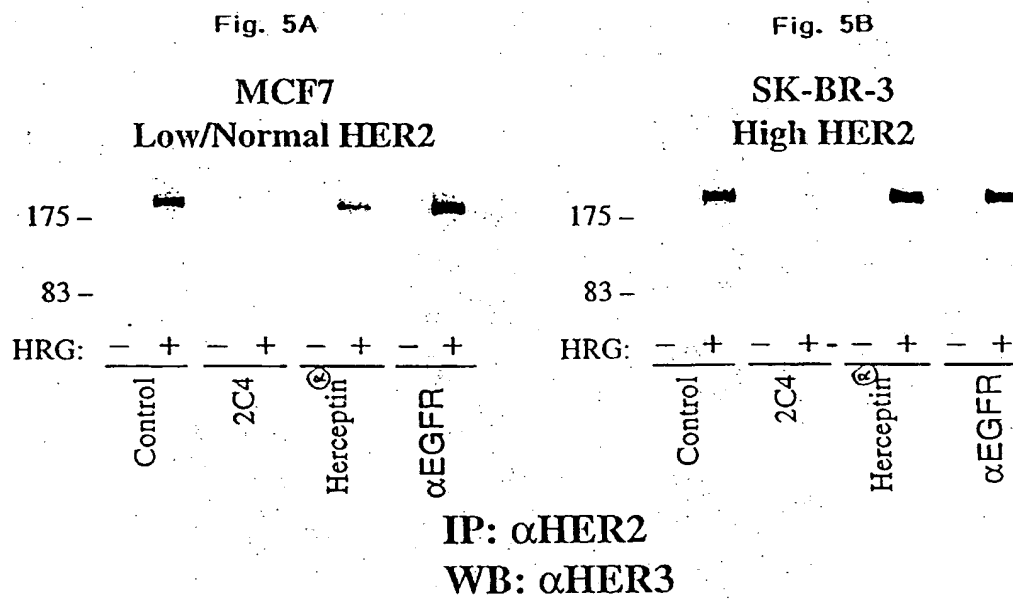 Fig. 5A
MCF7
Low/Normal HER2
175 –
83 –
HRG: – + – + – + – +
Control
2C4
Herceptin®
αEGFR
Fig. 5B
SK-BR-3
High HER2
175 –
83 –
HRG: – + – + - – + – +
Control
2C4
Herceptin®
αEGFR
IP: αHER2
WB: αHER3